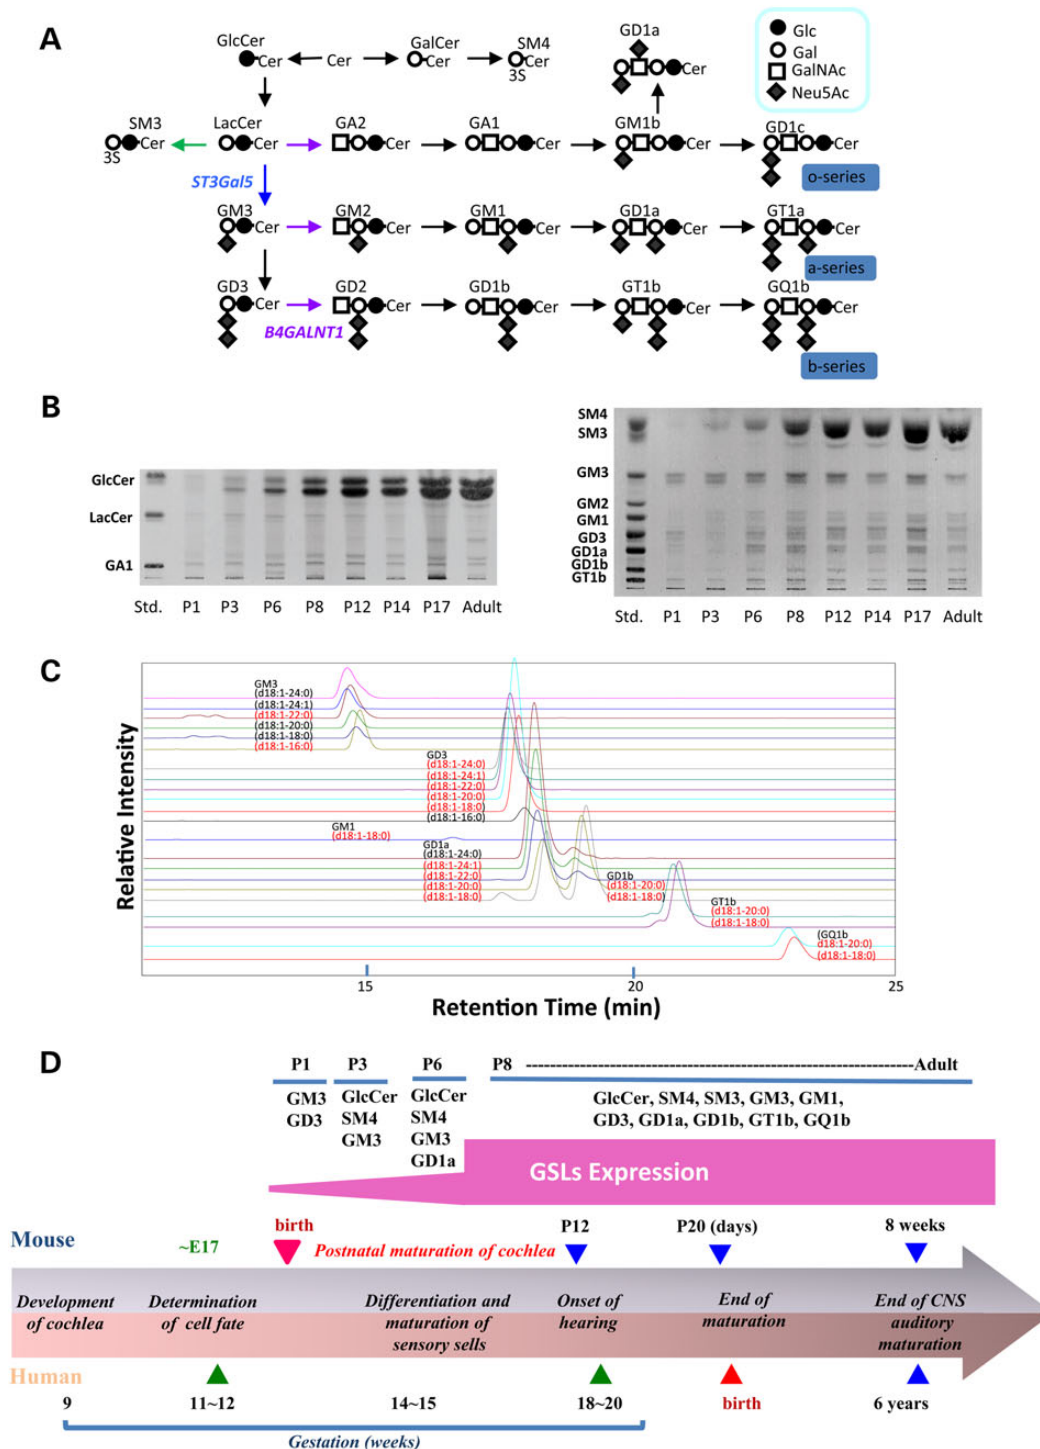 A
GlcCer
Cer
Cer
GalCer
Cer
SM4
Cer
3S
GD1a
Cer
Glc
Gal
GalNAc
Neu5Ac
SM3
Cer
3S
LacCer
Cer
GA2
Cer
GA1
Cer
GM1b
Cer
GD1c
Cer
o-series
ST3Gal5
GM3
Cer
GM2
Cer
GM1
Cer
GD1a
Cer
GT1a
Cer
a-series
GD3
Cer
GD2
Cer
GD1b
Cer
GT1b
Cer
GQ1b
Cer
B4GALNT1
b-series
B
GlcCer
LacCer
GA1
Std. P1 P3 P6 P8 P12 P14 P17 Adult
SM4
SM3
GM3
GM2
GM1
GD3
GD1a
GD1b
GT1b
Std. P1 P3 P6 P8 P12 P14 P17 Adult
C
Relative Intensity
GM3
(d18:1-24:0)
(d18:1-24:1)
(d18:1-22:0)
(d18:1-20:0)
(d18:1-18:0)
(d18:1-16:0)
GD3
(d18:1-24:0)
(d18:1-24:1)
(d18:1-22:0)
(d18:1-20:0)
(d18:1-18:0)
(d18:1-16:0)
GM1
(d18:1-18:0)
GD1a
(d18:1-24:0)
(d18:1-24:1)
(d18:1-22:0)
(d18:1-20:0)
(d18:1-18:0)
GD1b
(d18:1-20:0)
(d18:1-18:0)
GT1b
(d18:1-20:0)
(d18:1-18:0)
(GQ1b
d18:1-20:0)
(d18:1-18:0)
15 20 25
Retention Time (min)
D
P1 P3 P6 P8 ----------------------------------------Adult
GM3
GD3
GlcCer
SM4
GM3
GlcCer
SM4
GM3
GD1a
GlcCer, SM4, SM3, GM3, GM1,
GD3, GD1a, GD1b, GT1b, GQ1b
GSLs Expression
Mouse
~E17
birth
Postnatal maturation of cochlea
P12
P20 (days)
8 weeks
Development
of cochlea
Determination
of cell fate
Differentiation and
maturation of
sensory sells
Onset of
hearing
End of
maturation
End of CNS
auditory
maturation
Human
9 11~12 14~15 18~20 birth 6 years
Gestation (weeks)